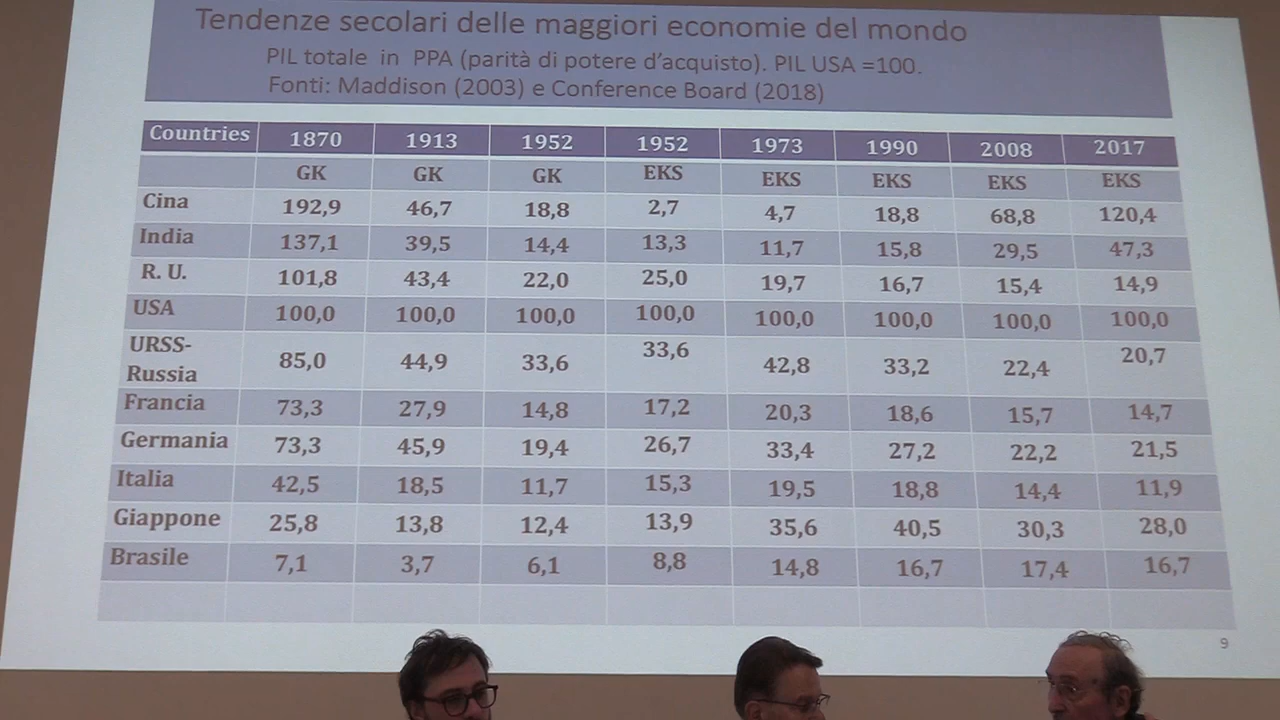 Tendenze secolari delle maggiori economie del mondo
PIL totale in PPA (parità di potere d'acquisto). PIL USA =100.
Fonti: Maddison (2003) e Conference Board (2018)
Countries 1870 1913 1952 1952 1973 1990 2008 2017
GK GK GK EKS EKS EKS EKS EKS
Cina 192,9 46,7 18,8 2,7 4,7 18,8 68,8 120,4
India 137,1 39,5 14,4 13,3 11,7 15,8 29,5 47,3
R. U. 101,8 43,4 22,0 25,0 19,7 16,7 15,4 14,9
USA 100,0 100,0 100,0 100,0 100,0 100,0 100,0 100,0
URSS-
Russia 85,0 44,9 33,6 33,6 42,8 33,2 22,4 20,7
Francia 73,3 27,9 14,8 17,2 20,3 18,6 15,7 14,7
Germania 73,3 45,9 19,4 26,7 33,4 27,2 22,2 21,5
Italia 42,5 18,5 11,7 15,3 19,5 18,8 14,4 11,9
Giappone 25,8 13,8 12,4 13,9 35,6 40,5 30,3 28,0
Brasile 7,1 3,7 6,1 8,8 14,8 16,7 17,4 16,7
9